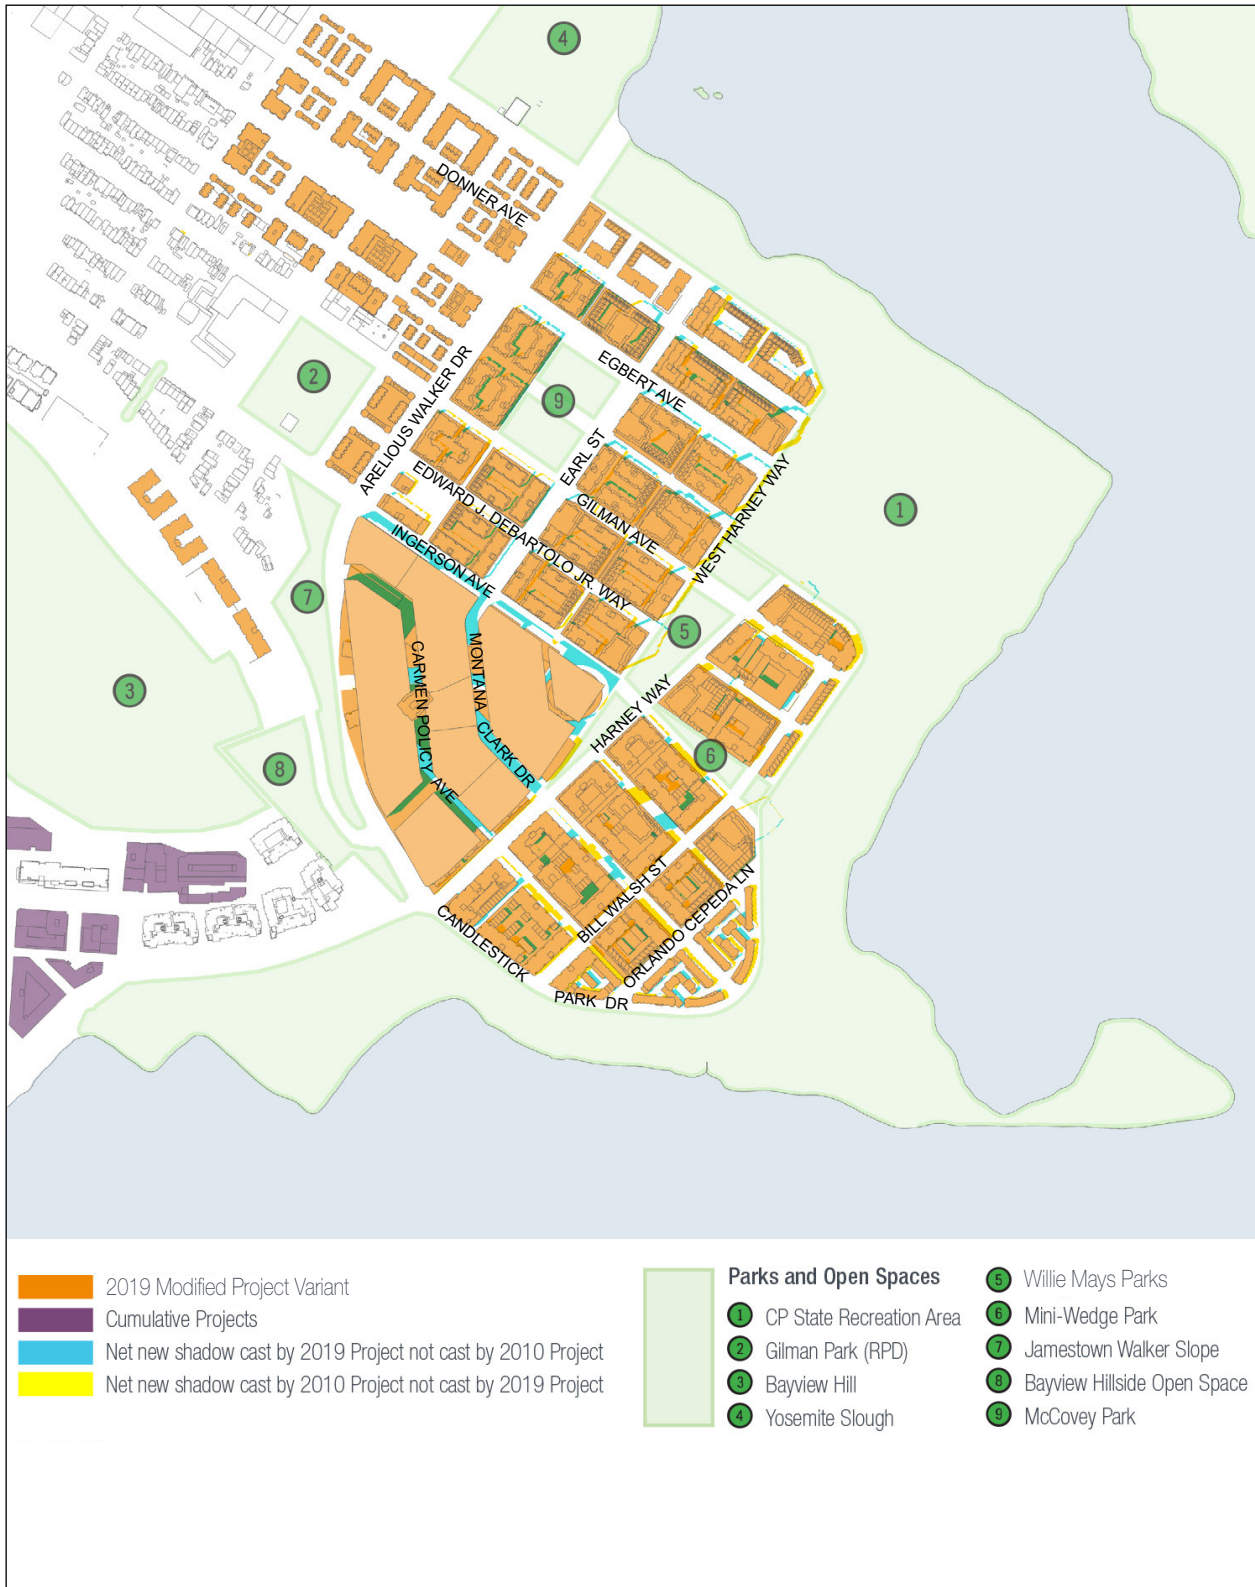 4
DONNER AVE
2
ARELIOUS WALKER DR
9
EGBERT AVE
EARL ST
EDWARD J. DEBARTOLO JR. WAY
GILMAN AVE
WEST HARNEY WAY
1
INGERSON AVE
7
5
3
MONTANA CLARK DR
CARMEN POLICY AVE
HARNEY WAY
6
8
BILL WALSH ST
ORLANDO CEPEDA LN
CANDLESTICK PARK DR
2019 Modified Project Variant
Cumulative Projects
Net new shadow cast by 2019 Project not cast by 2010 Project
Net new shadow cast by 2010 Project not cast by 2019 Project
Parks and Open Spaces
1 CP State Recreation Area
2 Gilman Park (RPD)
3 Bayview Hill
4 Yosemite Slough
5 Willie Mays Parks
6 Mini-Wedge Park
7 Jamestown Walker Slope
8 Bayview Hillside Open Space
9 McCovey Park